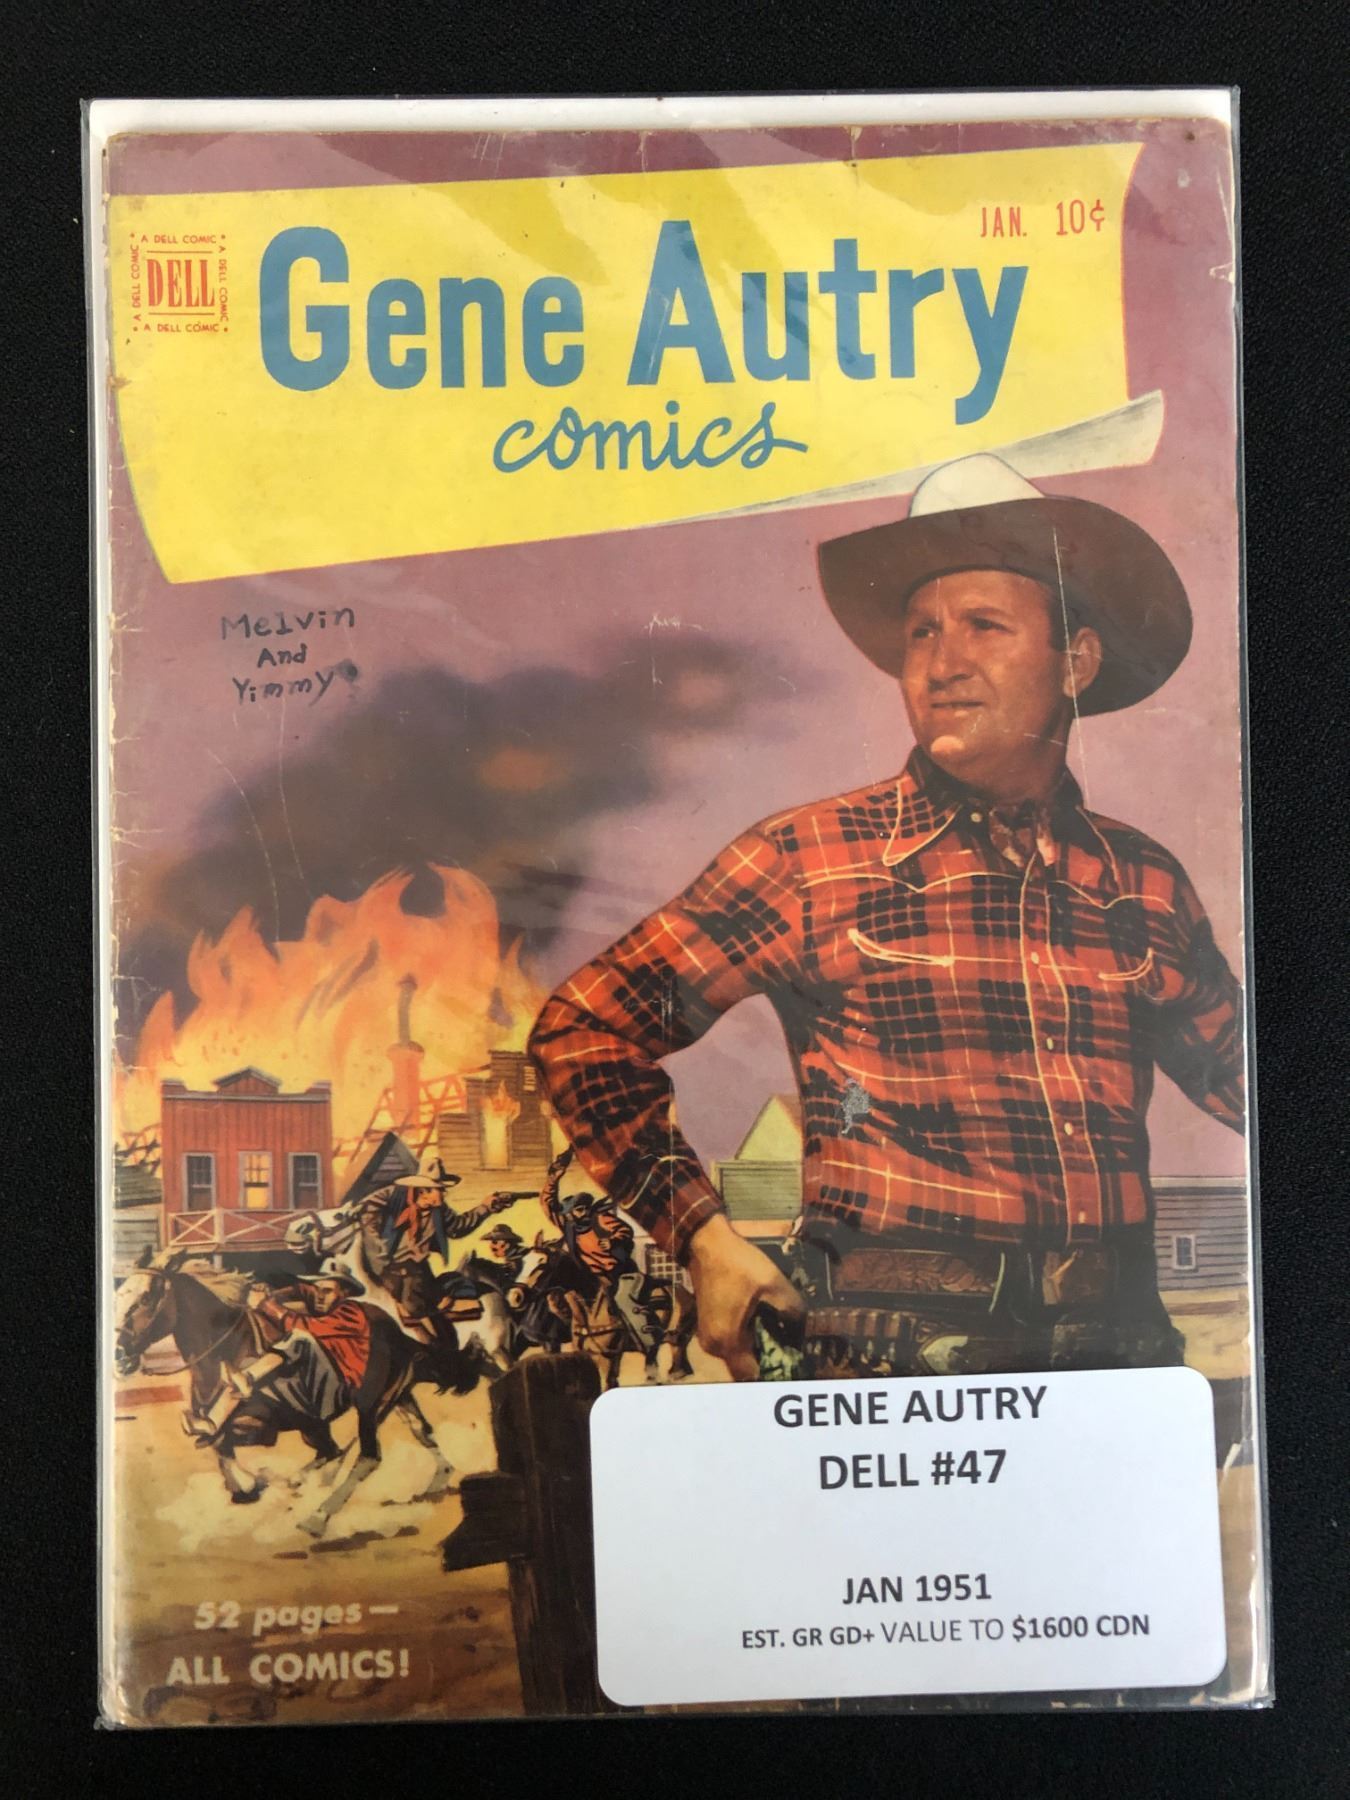 JAN. 10¢
• A DELL COMIC •
A DELL COMIC
DELL
A DELL COMIC
• A DELL COMIC •
Gene Autry
comics
Melvin
And
Yimmy
52 pages—
ALL COMICS!
GENE AUTRY
DELL #47
JAN 1951
EST. GR GD+ VALUE TO $1600 CDN